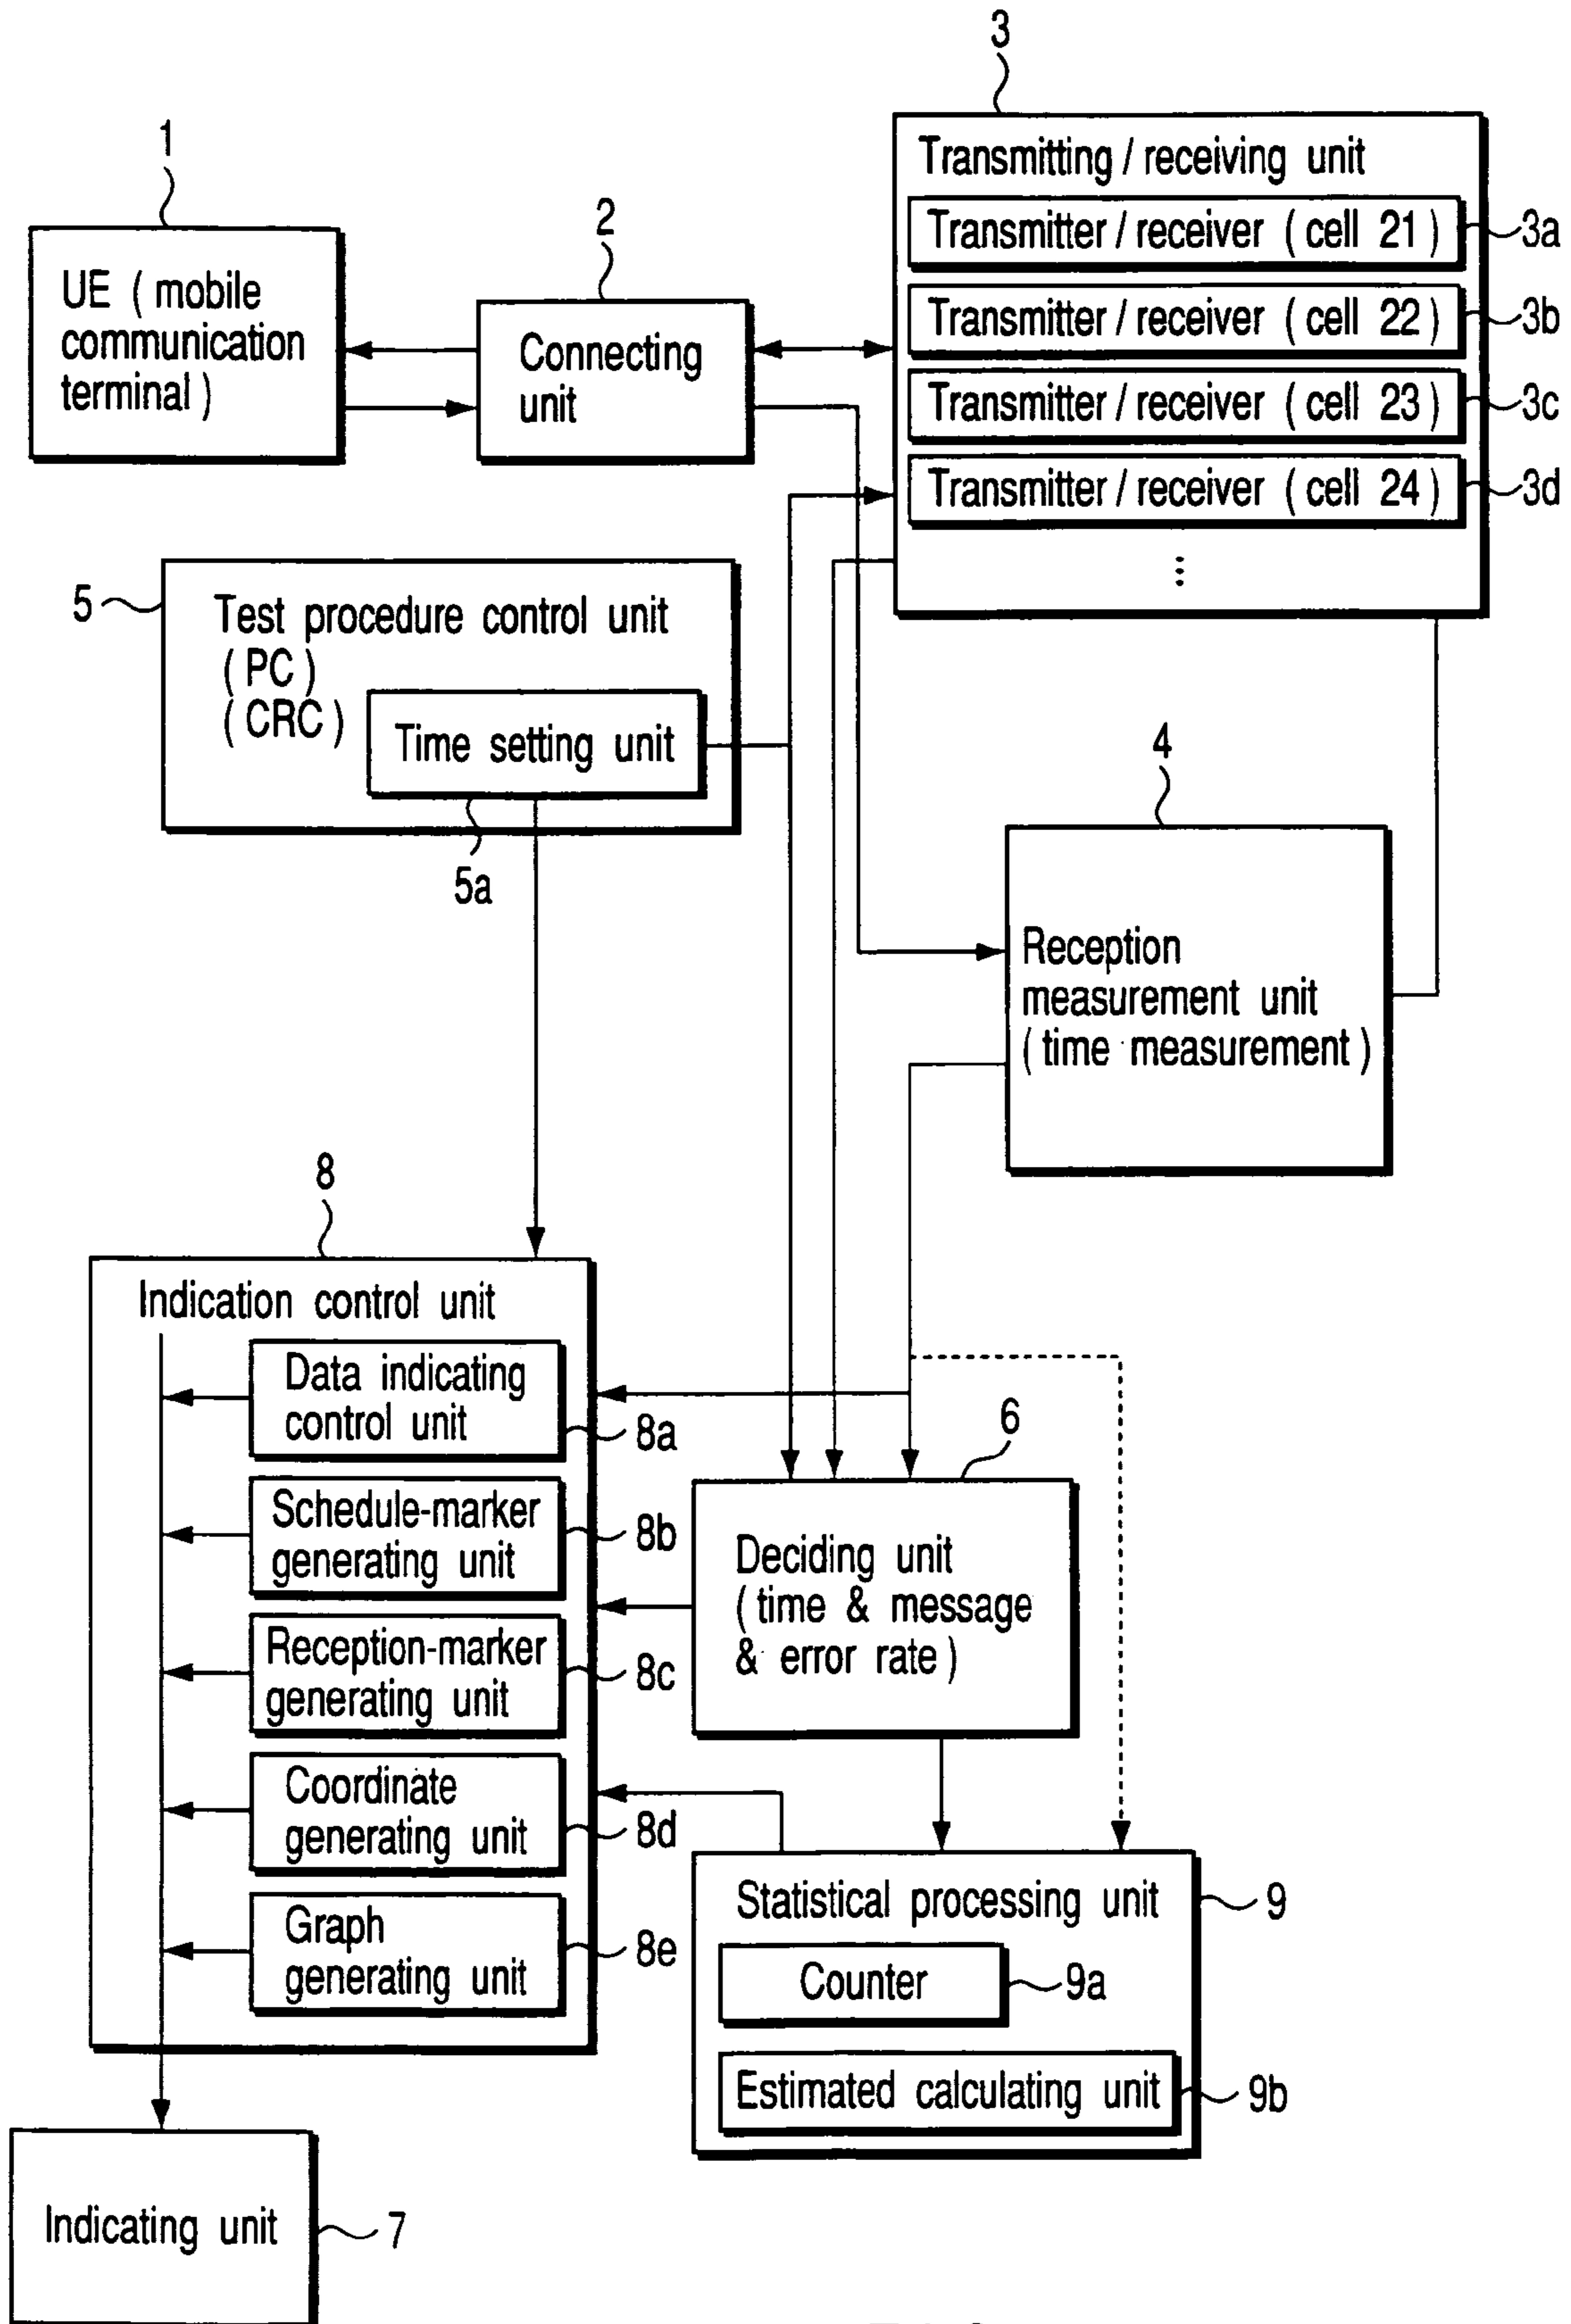 3
1
Transmitting / receiving unit
2
Transmitter / receiver ( cell 21 )
3a
UE ( mobile
communication
terminal )
Transmitter / receiver ( cell 22 )
3b
Connecting
unit
Transmitter / receiver ( cell 23 )
3c
Transmitter / receiver ( cell 24 )
3d
⋮
5
Test procedure control unit
( PC )
( CRC )
Time setting unit
5a
4
Reception
measurement unit
( time measurement )
8
Indication control unit
Data indicating
control unit
8a
6
Schedule-marker
generating unit
8b
Deciding unit
( time & message
& error rate )
Reception-marker
generating unit
8c
Coordinate
generating unit
8d
Statistical processing unit
9
Graph
generating unit
8e
Counter
9a
Estimated calculating unit
9b
Indicating unit
7